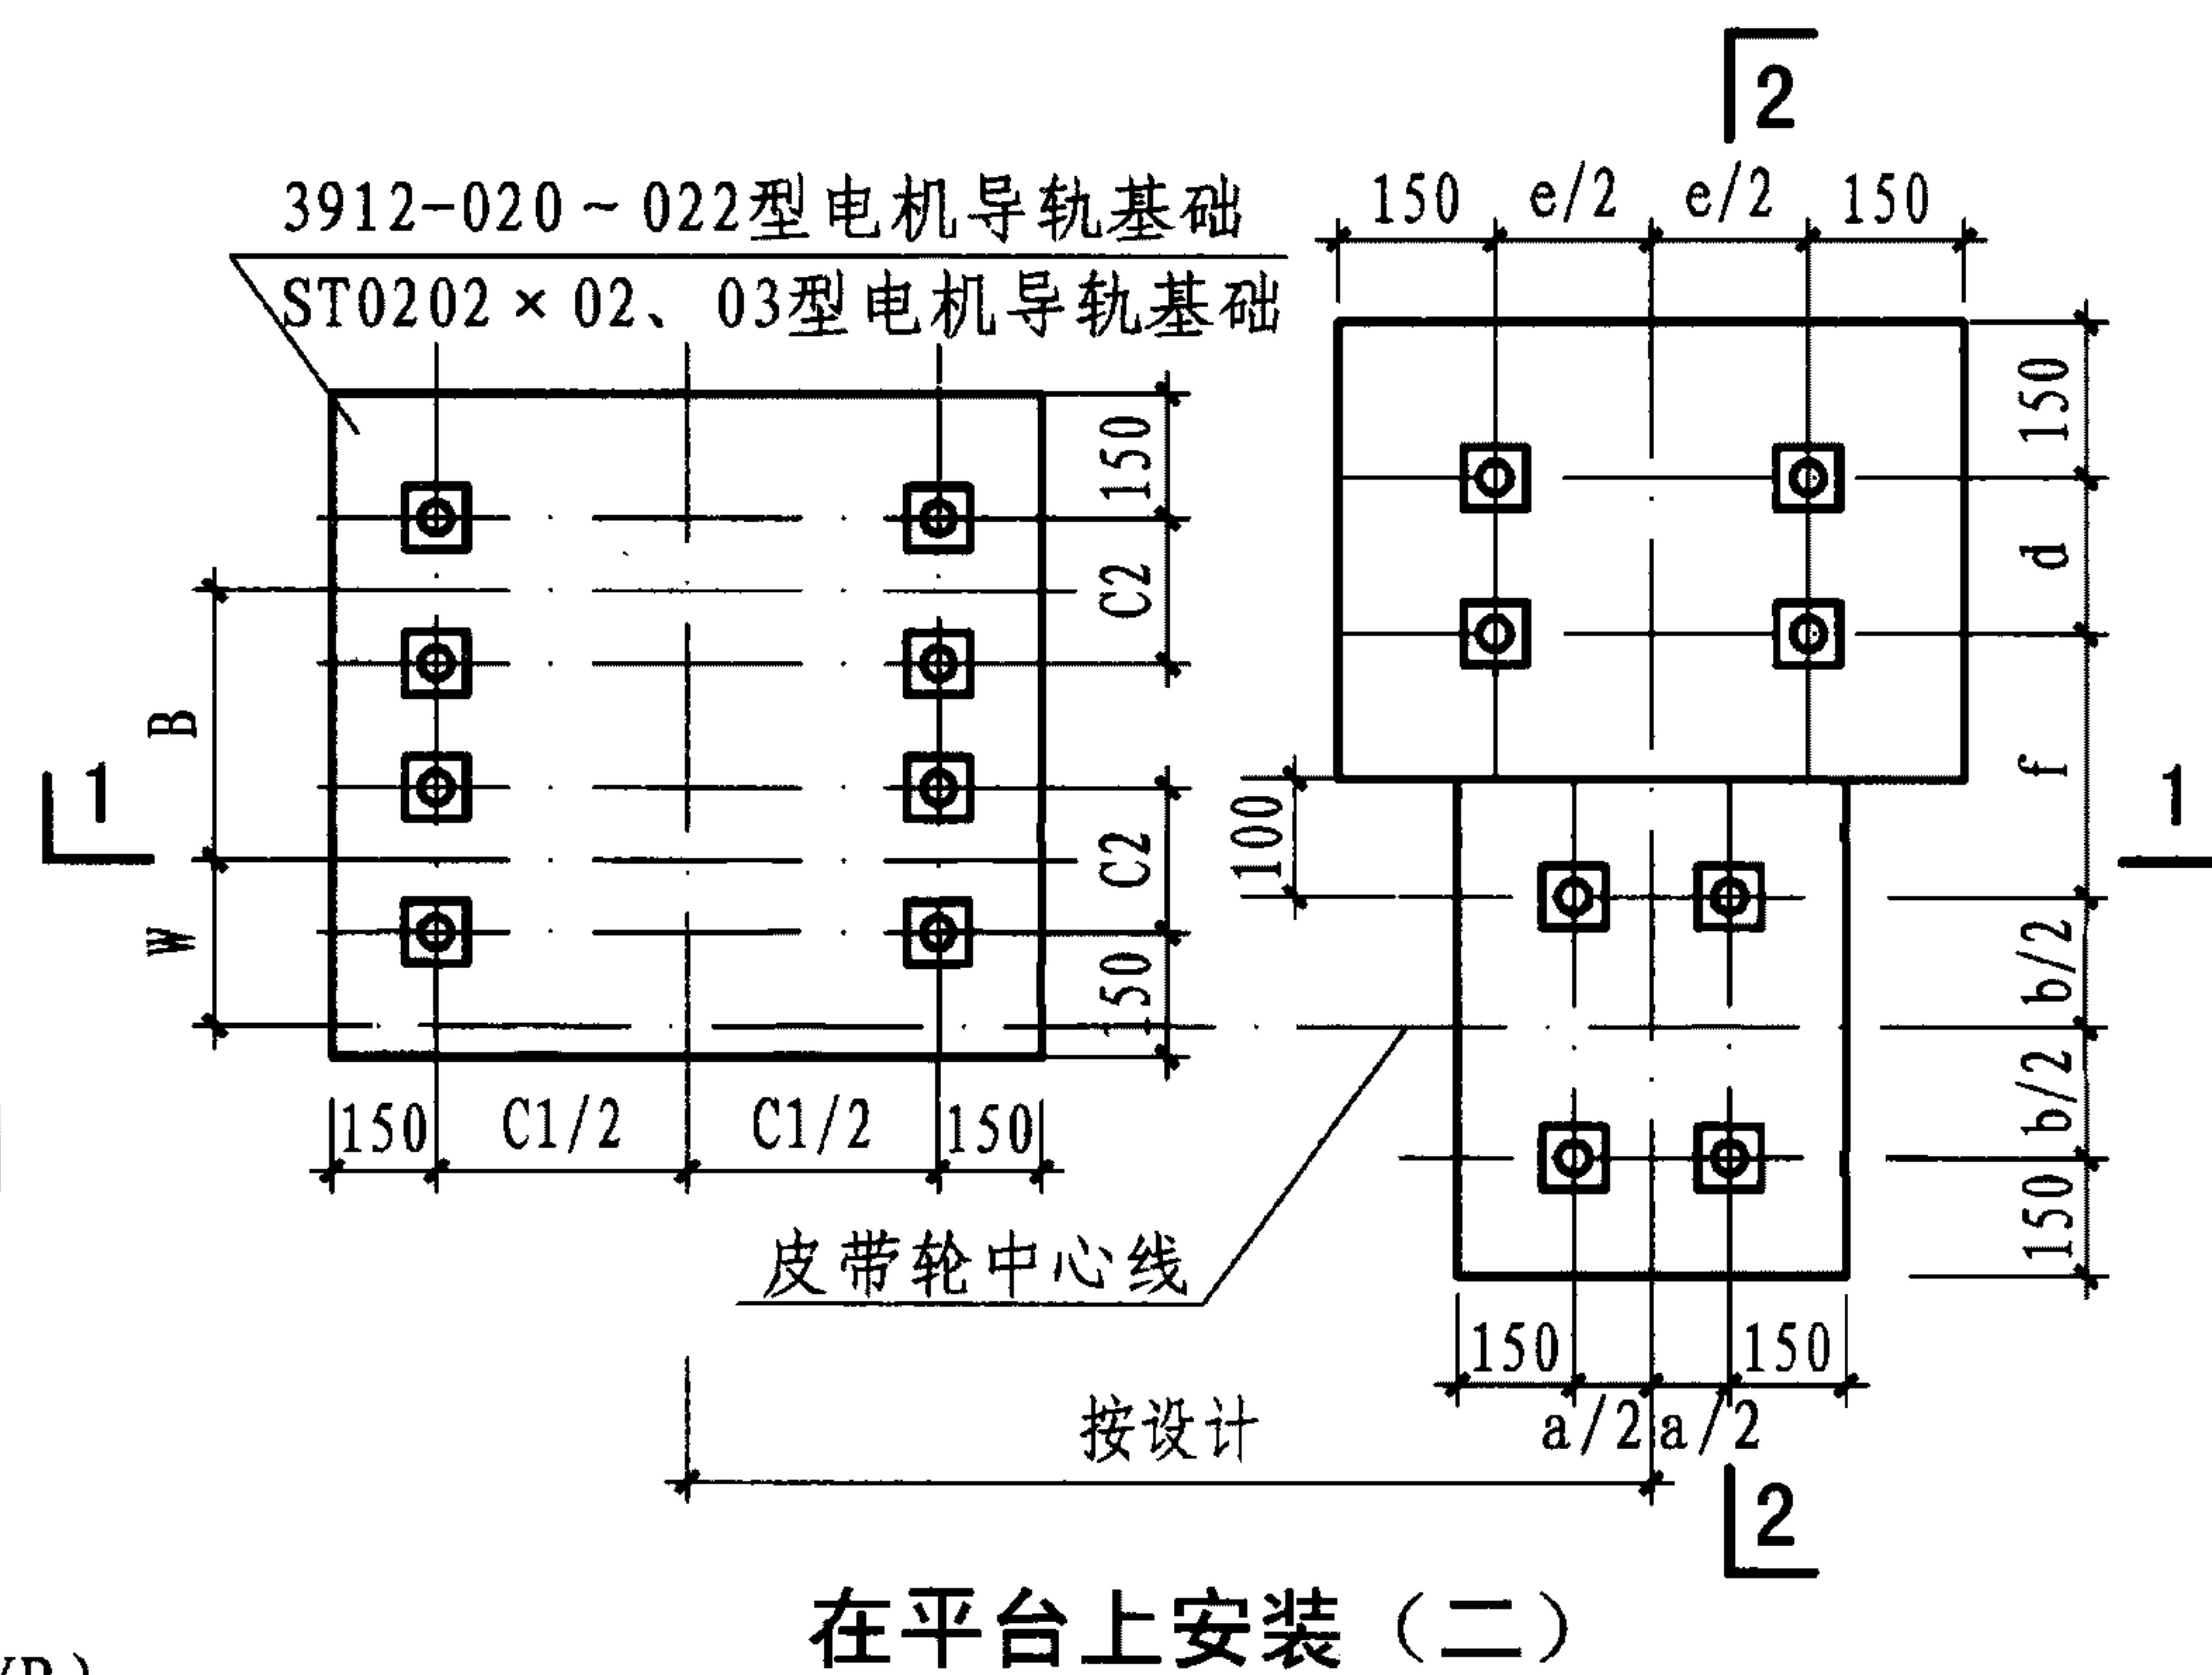 2
150 e/2 e/2 150
3912-020～022型电机导轨基础
ST0202×02、03型电机导轨基础
150
150
C2
d
B
f
1
1
100
C2
W
b/2
150
b/2
150 C1/2 C1/2 150
150
皮带轮中心线
150 150
a/2 a/2
按设计
2
在平台上安装（二）